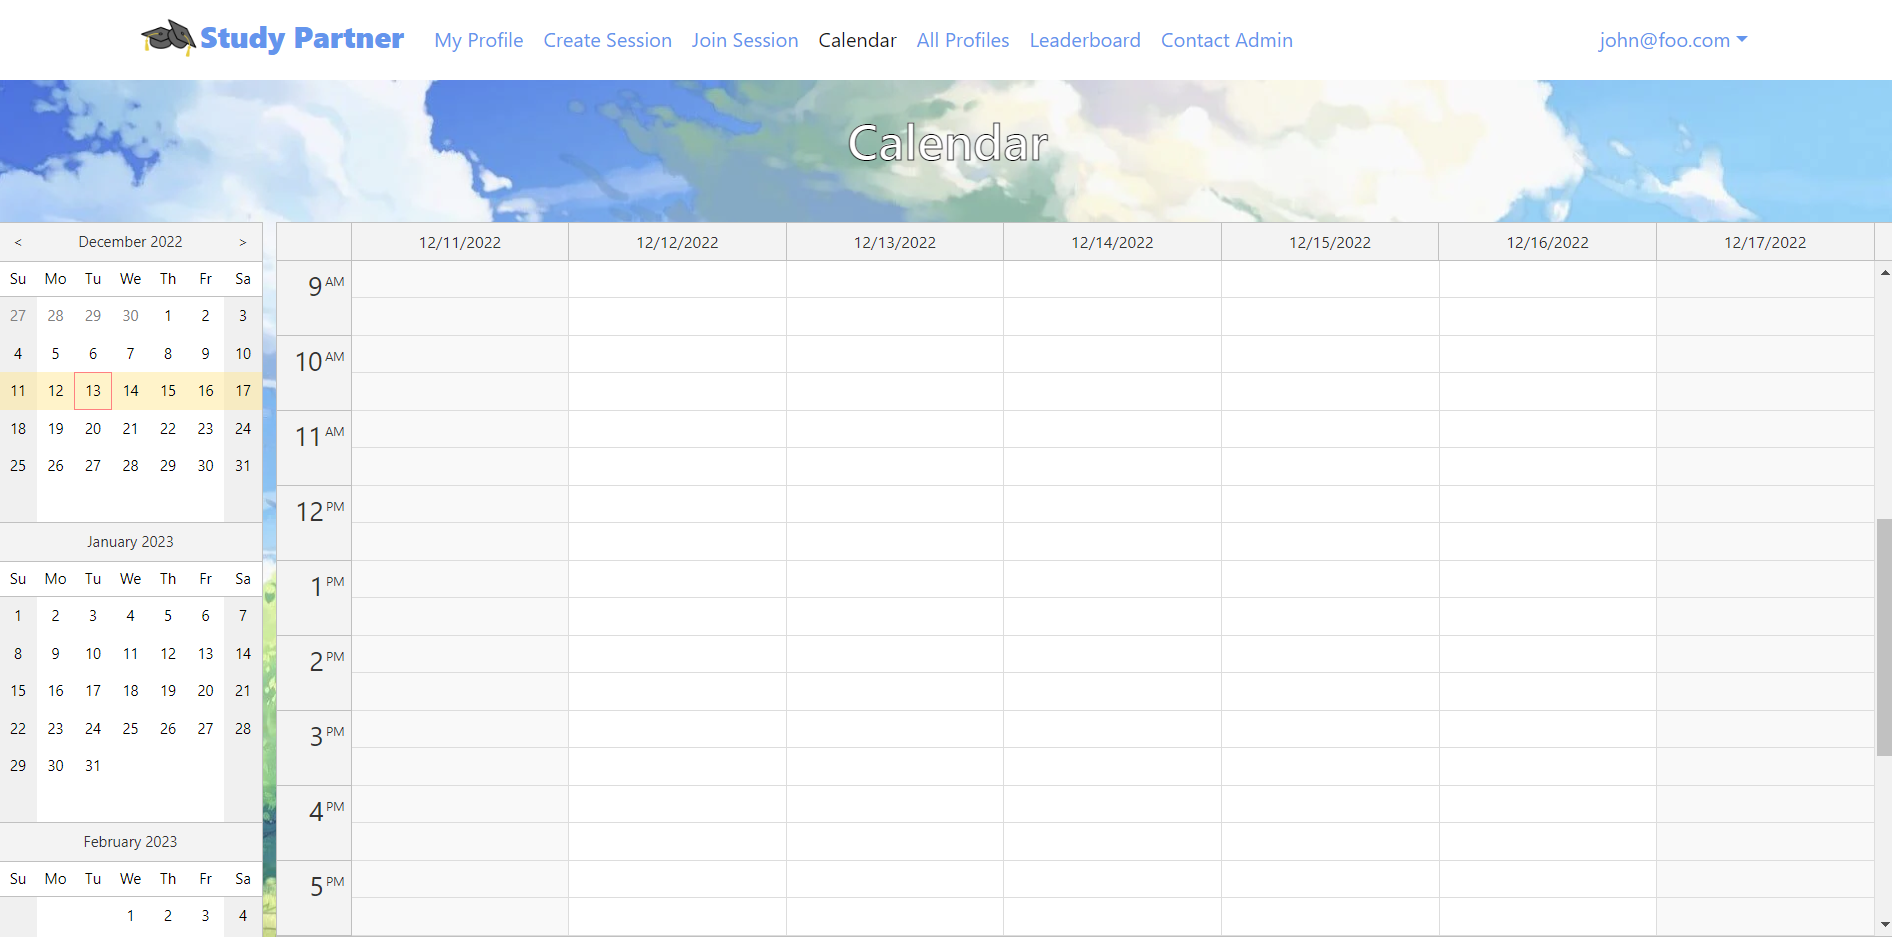 Study Partner My Profile Create Session Join Session Calendar All Profiles Leaderboard Contact Admin john@foo.com
Calendar
< December 2022 >
Su Mo Tu We Th Fr Sa
27 28 29 30 1 2 3
4 5 6 7 8 9 10
11 12 13 14 15 16 17
18 19 20 21 22 23 24
25 26 27 28 29 30 31
January 2023
Su Mo Tu We Th Fr Sa
1 2 3 4 5 6 7
8 9 10 11 12 13 14
15 16 17 18 19 20 21
22 23 24 25 26 27 28
29 30 31
February 2023
Su Mo Tu We Th Fr Sa
1 2 3 4
12/11/2022 12/12/2022 12/13/2022 12/14/2022 12/15/2022 12/16/2022 12/17/2022
9 AM
10 AM
11 AM
12 PM
1 PM
2 PM
3 PM
4 PM
5 PM